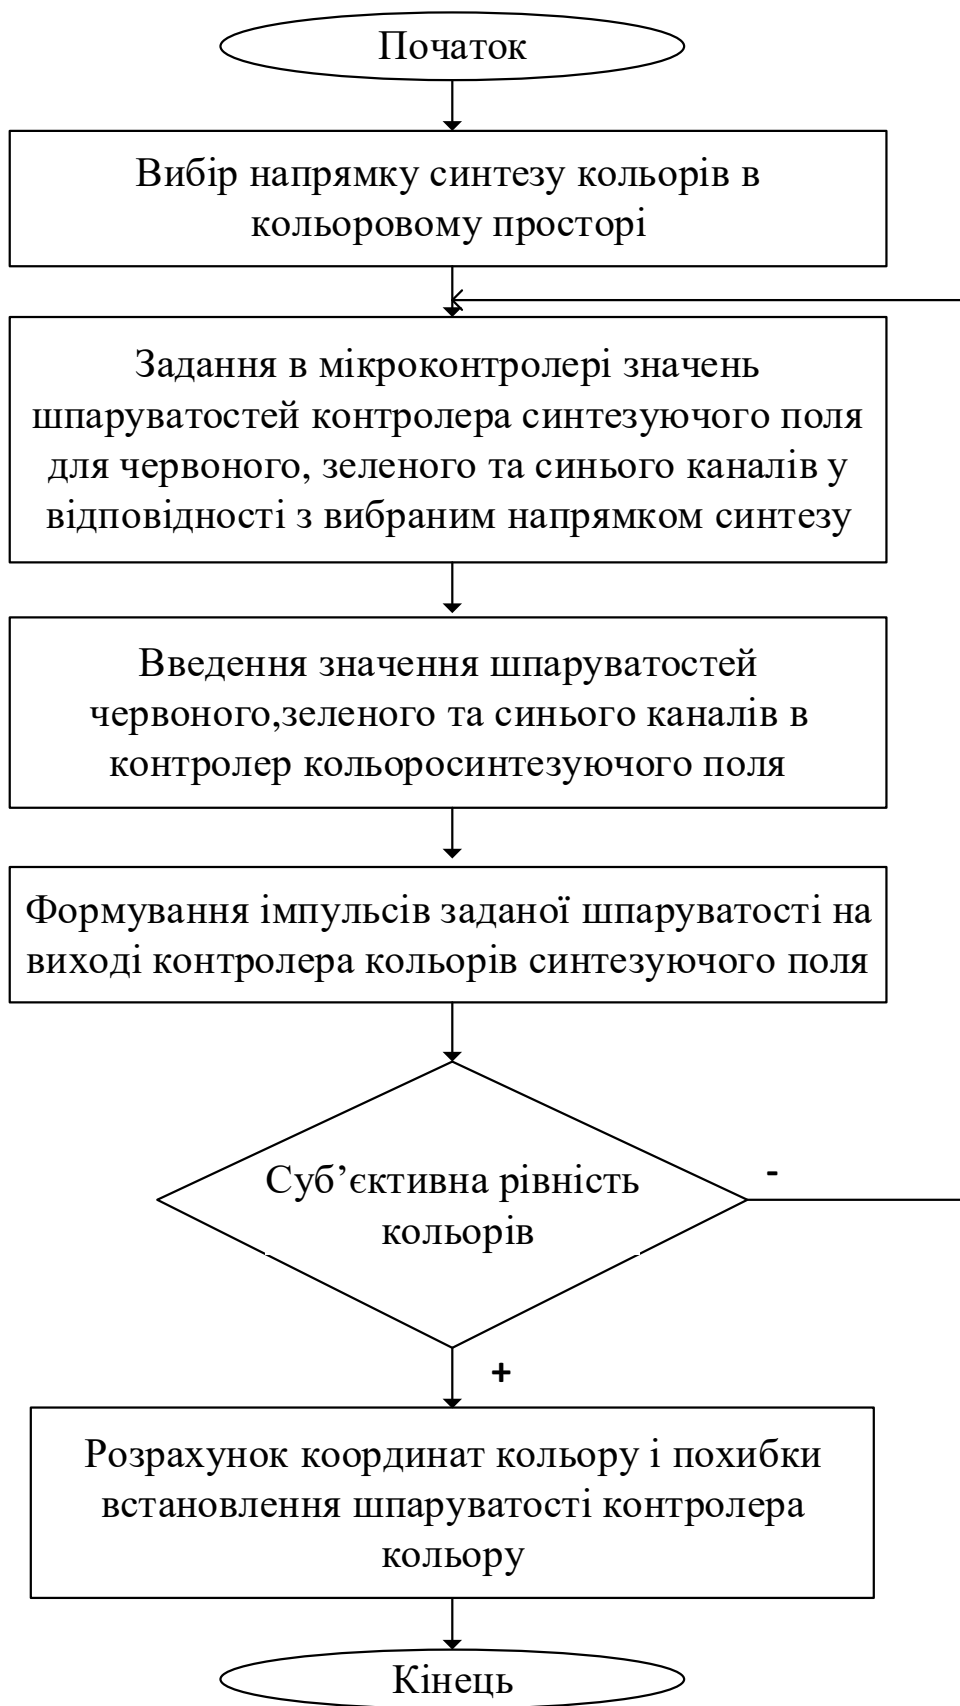 Початок
Вибір напрямку синтезу кольорів в
кольоровому просторі
Задання в мікроконтролері значень
шпаруватостей контролера синтезуючого поля
для червоного, зеленого та синього каналів у
відповідності з вибраним напрямком синтезу
Введення значення шпаруватостей
червоного,зеленого та синього каналів в
контролер кольоросинтезуючого поля
Формування імпульсів заданої шпаруватості на
виході контролера кольорів синтезуючого поля
Суб’єктивна рівність
кольорів
-
+
Розрахунок координат кольору і похибки
встановлення шпаруватості контролера
кольору
Кінець